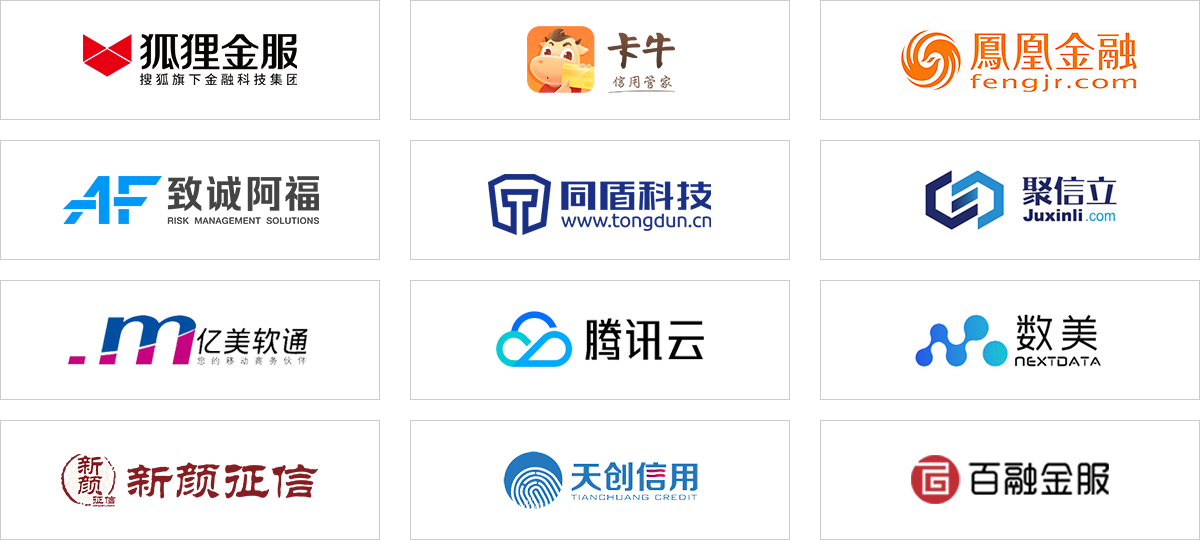 狐狸金服
搜狐旗下金融科技集团
卡牛
信用管家
鳳凰金融
fengjr.com
AF
致诚阿福
RISK MANAGEMENT SOLUTIONS
同盾科技
www.tongdun.cn
聚信立
Juxinli.com
.m
亿美软通
您的移动商务伙伴
腾讯云
数美
NEXTDATA
新颜征信
新颜征信
天创信用
TIANCHUANG CREDIT
百融金服